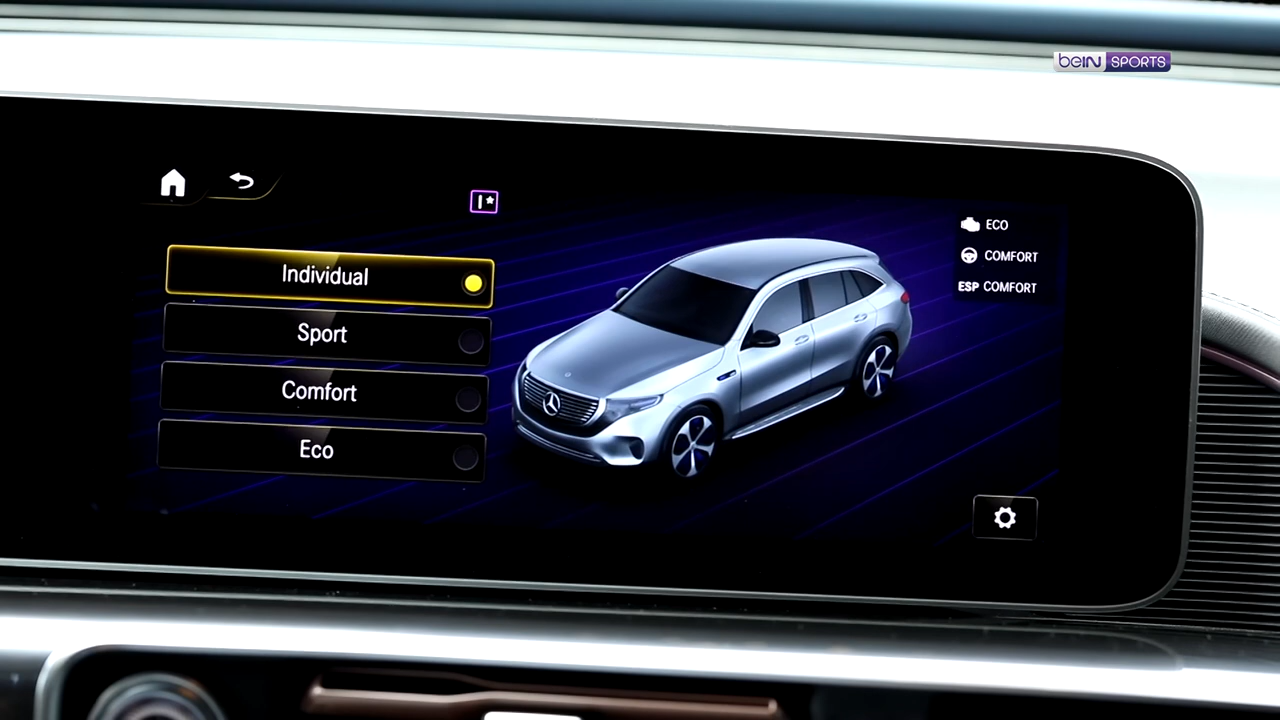 beIN SPORTS
I
ECO
COMFORT
ESP COMFORT
Individual
Sport
Comfort
Eco